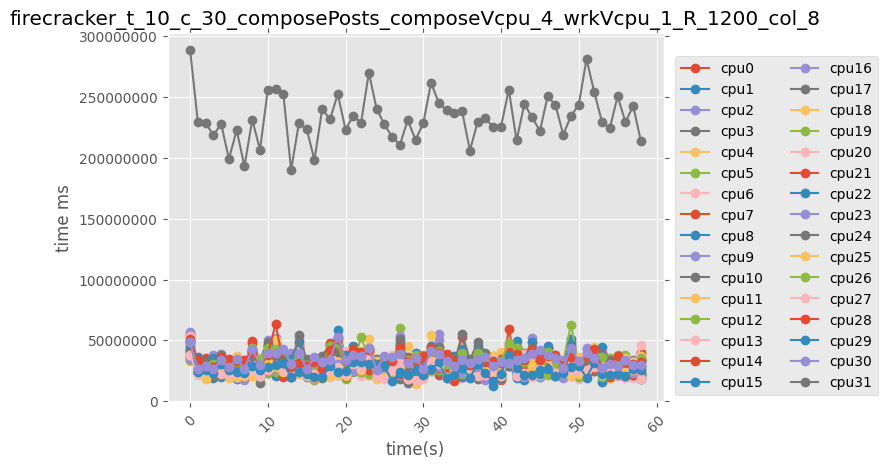 firecracker_t_10_c_30_composePosts_composeVcpu_4_wrkVcpu_1_R_1200_col_8
300000000
250000000
200000000
150000000
100000000
50000000
0
time ms
0 10 20 30 40 50 60
time(s)
cpu0 cpu16
cpu1 cpu17
cpu2 cpu18
cpu3 cpu19
cpu4 cpu20
cpu5 cpu21
cpu6 cpu22
cpu7 cpu23
cpu8 cpu24
cpu9 cpu25
cpu10 cpu26
cpu11 cpu27
cpu12 cpu28
cpu13 cpu29
cpu14 cpu30
cpu15 cpu31